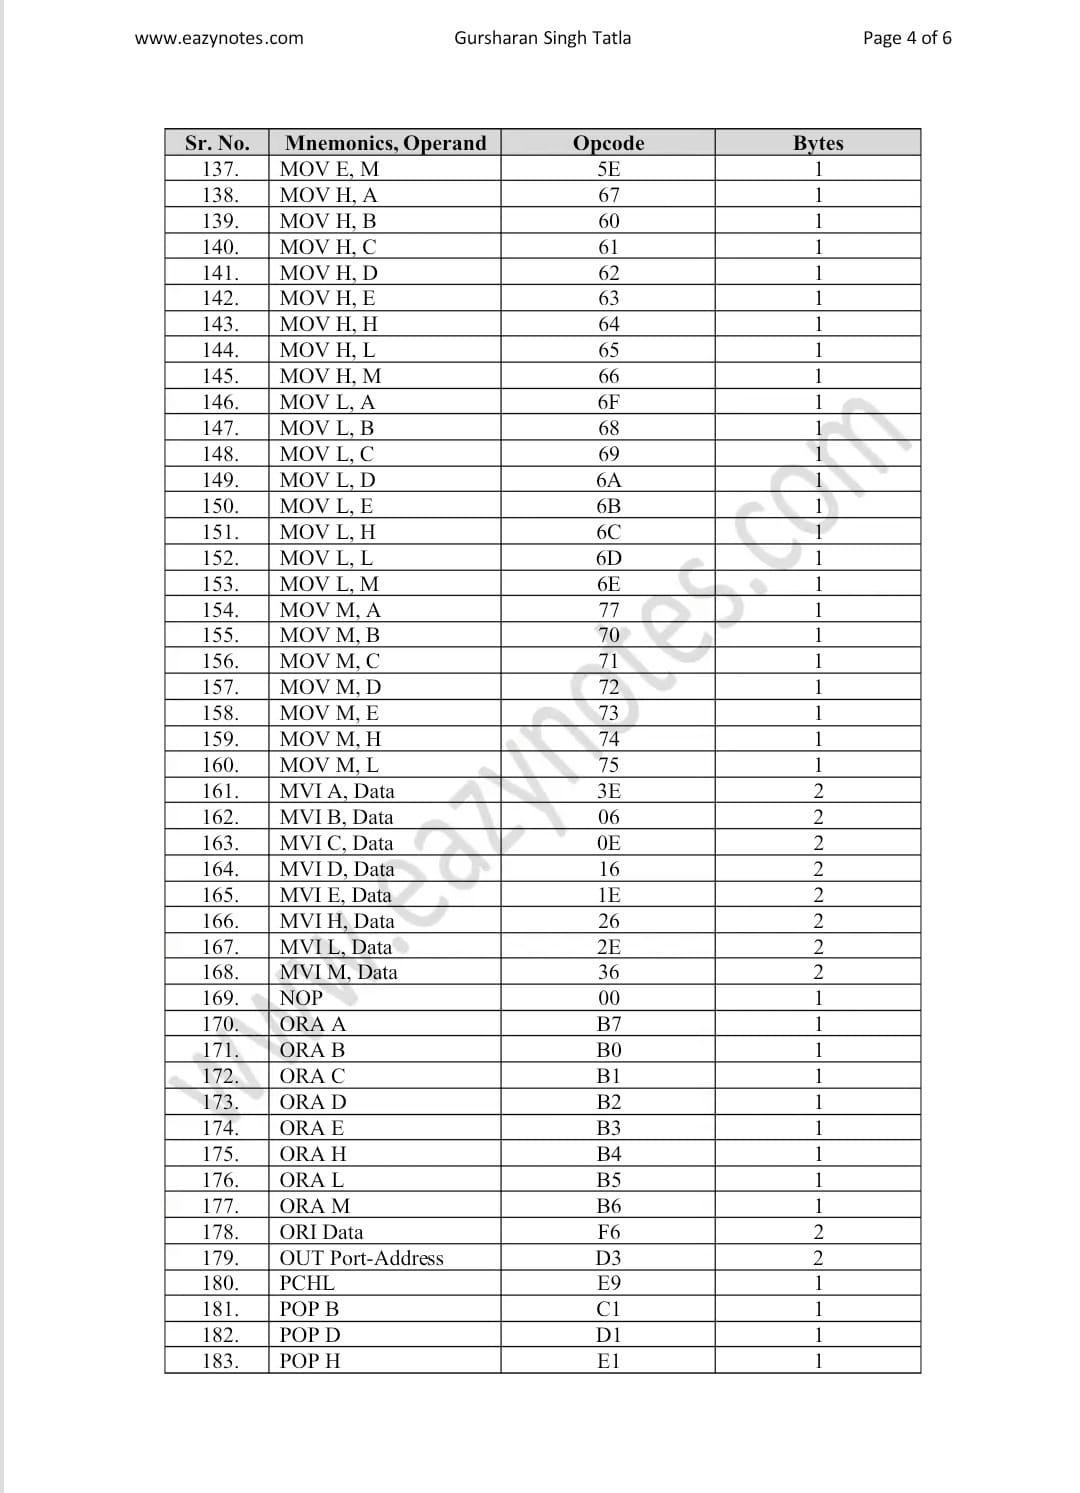 www.eazynotes.com Gursharan Singh Tatla Page 4 of 6
Sr. No. Mnemonics, Operand Opcode Bytes
137. MOV E, M 5E 1
138. MOV H, A 67 1
139. MOV H, B 60 1
140. MOV H, C 61 1
141. MOV H, D 62 1
142. MOV H, E 63 1
143. MOV H, H 64 1
144. MOV H, L 65 1
145. MOV H, M 66 1
146. MOV L, A 6F 1
147. MOV L, B 68 1
148. MOV L, C 69 1
149. MOV L, D 6A 1
150. MOV L, E 6B 1
151. MOV L, H 6C 1
152. MOV L, L 6D 1
153. MOV L, M 6E 1
154. MOV M, A 77 1
155. MOV M, B 70 1
156. MOV M, C 71 1
157. MOV M, D 72 1
158. MOV M, E 73 1
159. MOV M, H 74 1
160. MOV M, L 75 1
161. MVI A, Data 3E 2
162. MVI B, Data 06 2
163. MVI C, Data 0E 2
164. MVI D, Data 16 2
165. MVI E, Data 1E 2
166. MVI H, Data 26 2
167. MVI L, Data 2E 2
168. MVI M, Data 36 2
169. NOP 00 1
170. ORA A B7 1
171. ORA B B0 1
172. ORA C B1 1
173. ORA D B2 1
174. ORA E B3 1
175. ORA H B4 1
176. ORA L B5 1
177. ORA M B6 1
178. ORI Data F6 2
179. OUT Port-Address D3 2
180. PCHL E9 1
181. POP B C1 1
182. POP D D1 1
183. POP H E1 1
www.eazynotes.com